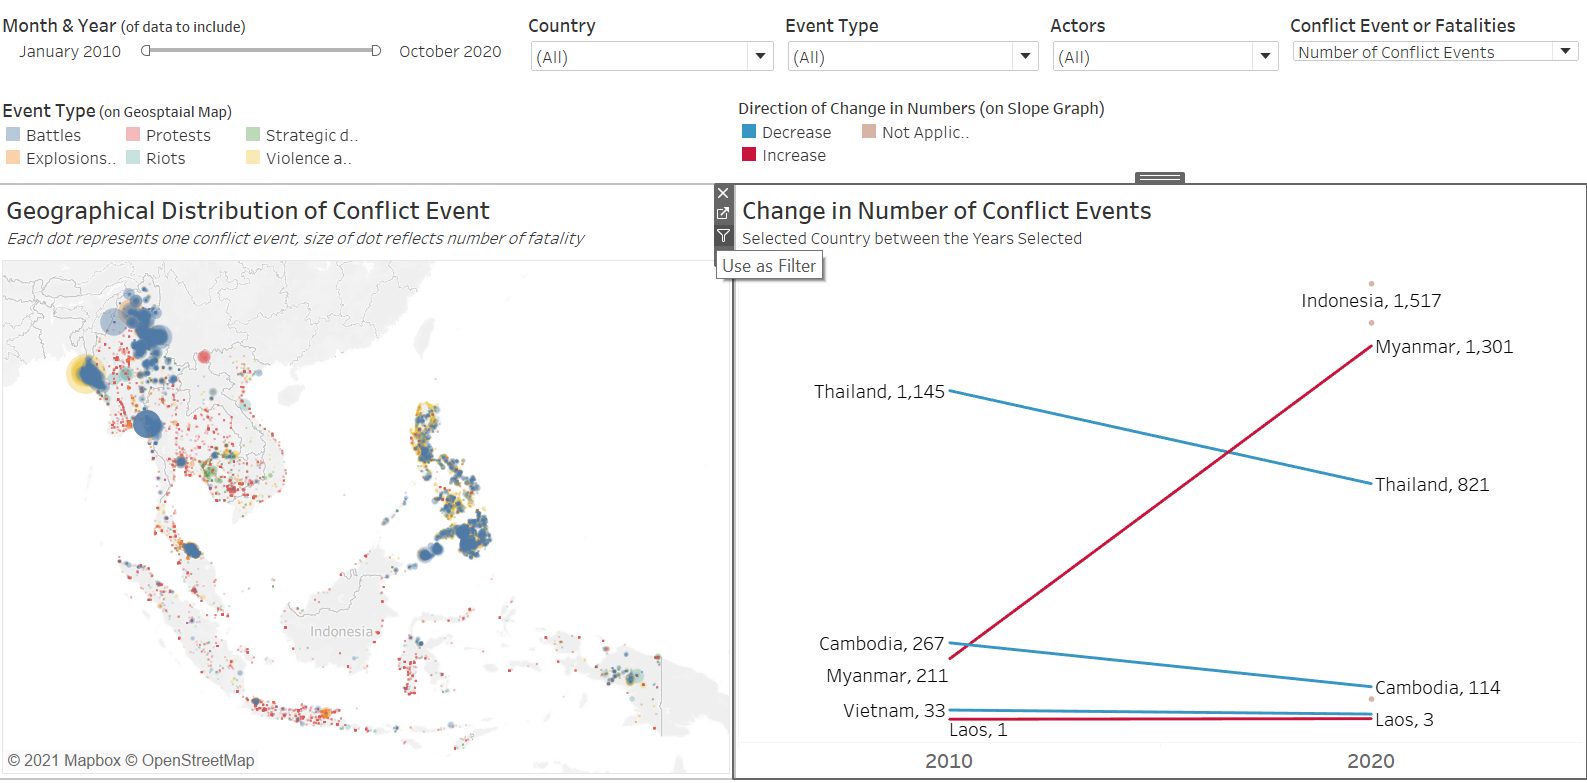 Month & Year (of data to include)
January 2010
October 2020
Country
(All)
Event Type
(All)
Actors
(All)
Conflict Event or Fatalities
Number of Conflict Events
Event Type (on Geosptaial Map)
Battles
Protests
Strategic d..
Explosions..
Riots
Violence a..
Direction of Change in Numbers (on Slope Graph)
Decrease
Not Applic..
Increase
Geographical Distribution of Conflict Event
Each dot represents one conflict event, size of dot reflects number of fatality
Indonesia
© 2021 Mapbox © OpenStreetMap
Use as Filter
Change in Number of Conflict Events
Selected Country between the Years Selected
Indonesia, 1,517
Myanmar, 1,301
Thailand, 1,145
Thailand, 821
Cambodia, 267
Myanmar, 211
Cambodia, 114
Vietnam, 33
Laos, 3
Laos, 1
2010
2020